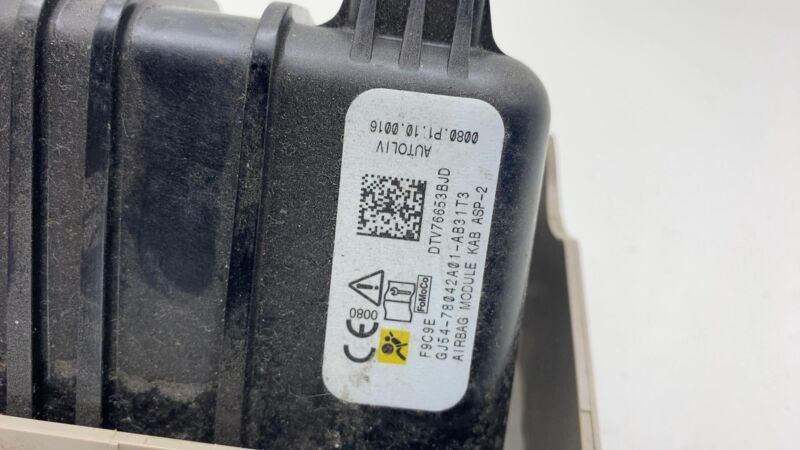 AUTOLIV
0080.P1.10.0016
DTV76653BJD
CE 0080
FoMoCo
F9C9E
GJ54-78042A01-AB31T3
AIRBAG MODULE KAB ASP-2